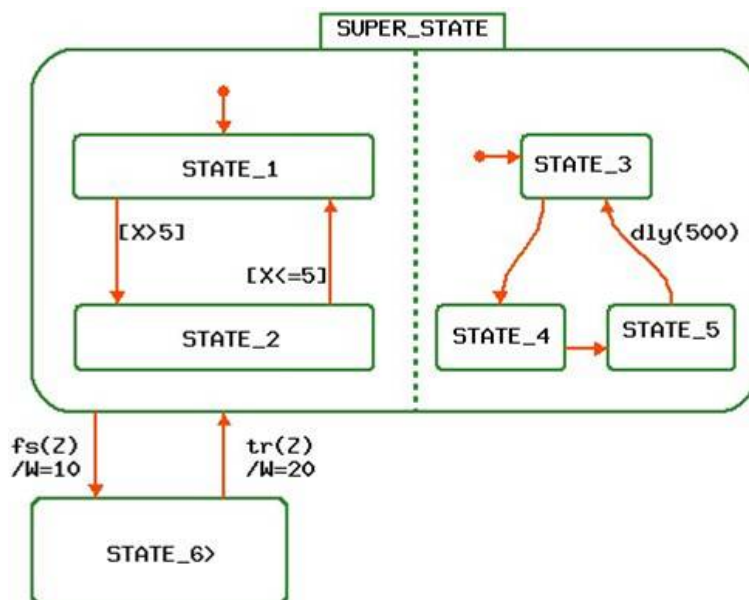 SUPER_STATE
STATE_1
[X>5]
[X<=5]
STATE_2
STATE_3
dly(500)
STATE_4
STATE_5
fs(Z)
/W=10
tr(Z)
/W=20
STATE_6>